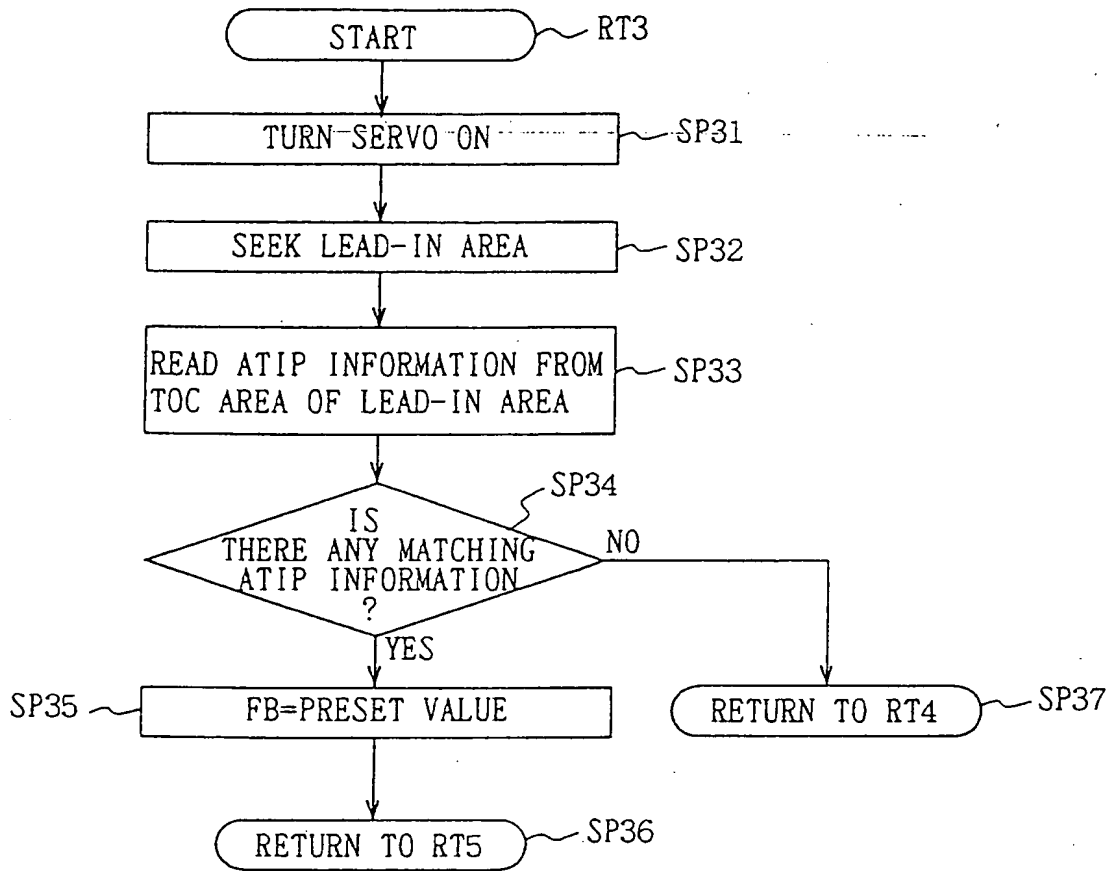 START
RT3
TURN SERVO ON
SP31
SEEK LEAD-IN AREA
SP32
READ ATIP INFORMATION FROM
TOC AREA OF LEAD-IN AREA
SP33
SP34
IS
THERE ANY MATCHING
ATIP INFORMATION
?
NO
YES
SP35
FB=PRESET VALUE
RETURN TO RT4
SP37
RETURN TO RT5
SP36